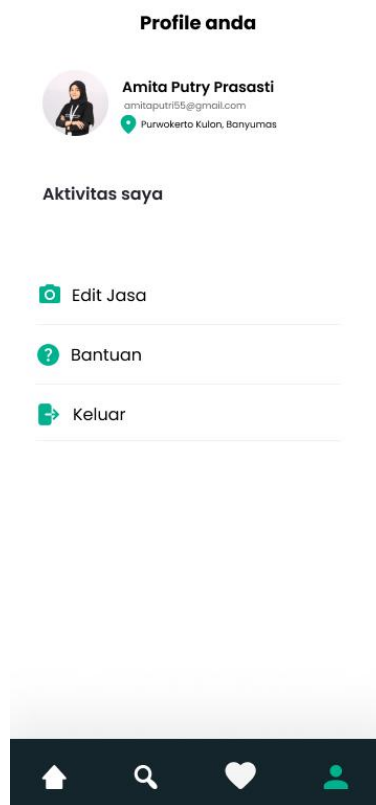 Profile anda
Amita Putry Prasasti
amitaputri55@gmail.com
Purwokerto Kulon, Banyumas
Aktivitas saya
Edit Jasa
? Bantuan
Keluar